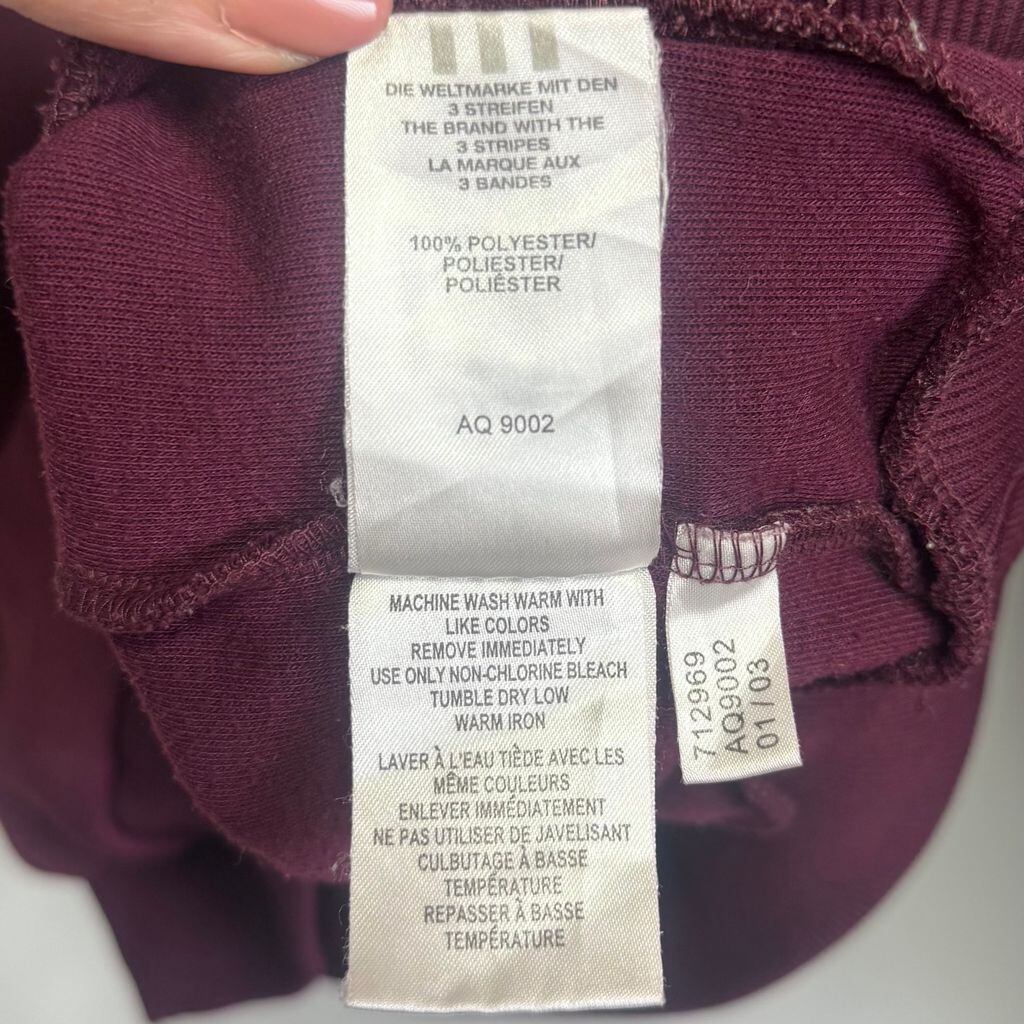 DIE WELTMARKE MIT DEN
3 STREIFEN
THE BRAND WITH THE
3 STRIPES
LA MARQUE AUX
3 BANDES
100% POLYESTER/
POLIESTER/
POLIÉSTER
AQ 9002
MACHINE WASH WARM WITH
LIKE COLORS
REMOVE IMMEDIATELY
USE ONLY NON-CHLORINE BLEACH
TUMBLE DRY LOW
WARM IRON
LAVER À L'EAU TIÈDE AVEC LES
MÊME COULEURS
ENLEVER IMMÉDIATEMENT
NE PAS UTILISER DE JAVELISANT
CULBUTAGE À BASSE
TEMPÉRATURE
REPASSER À BASSE
TEMPÉRATURE
712969
AQ9002
01/03